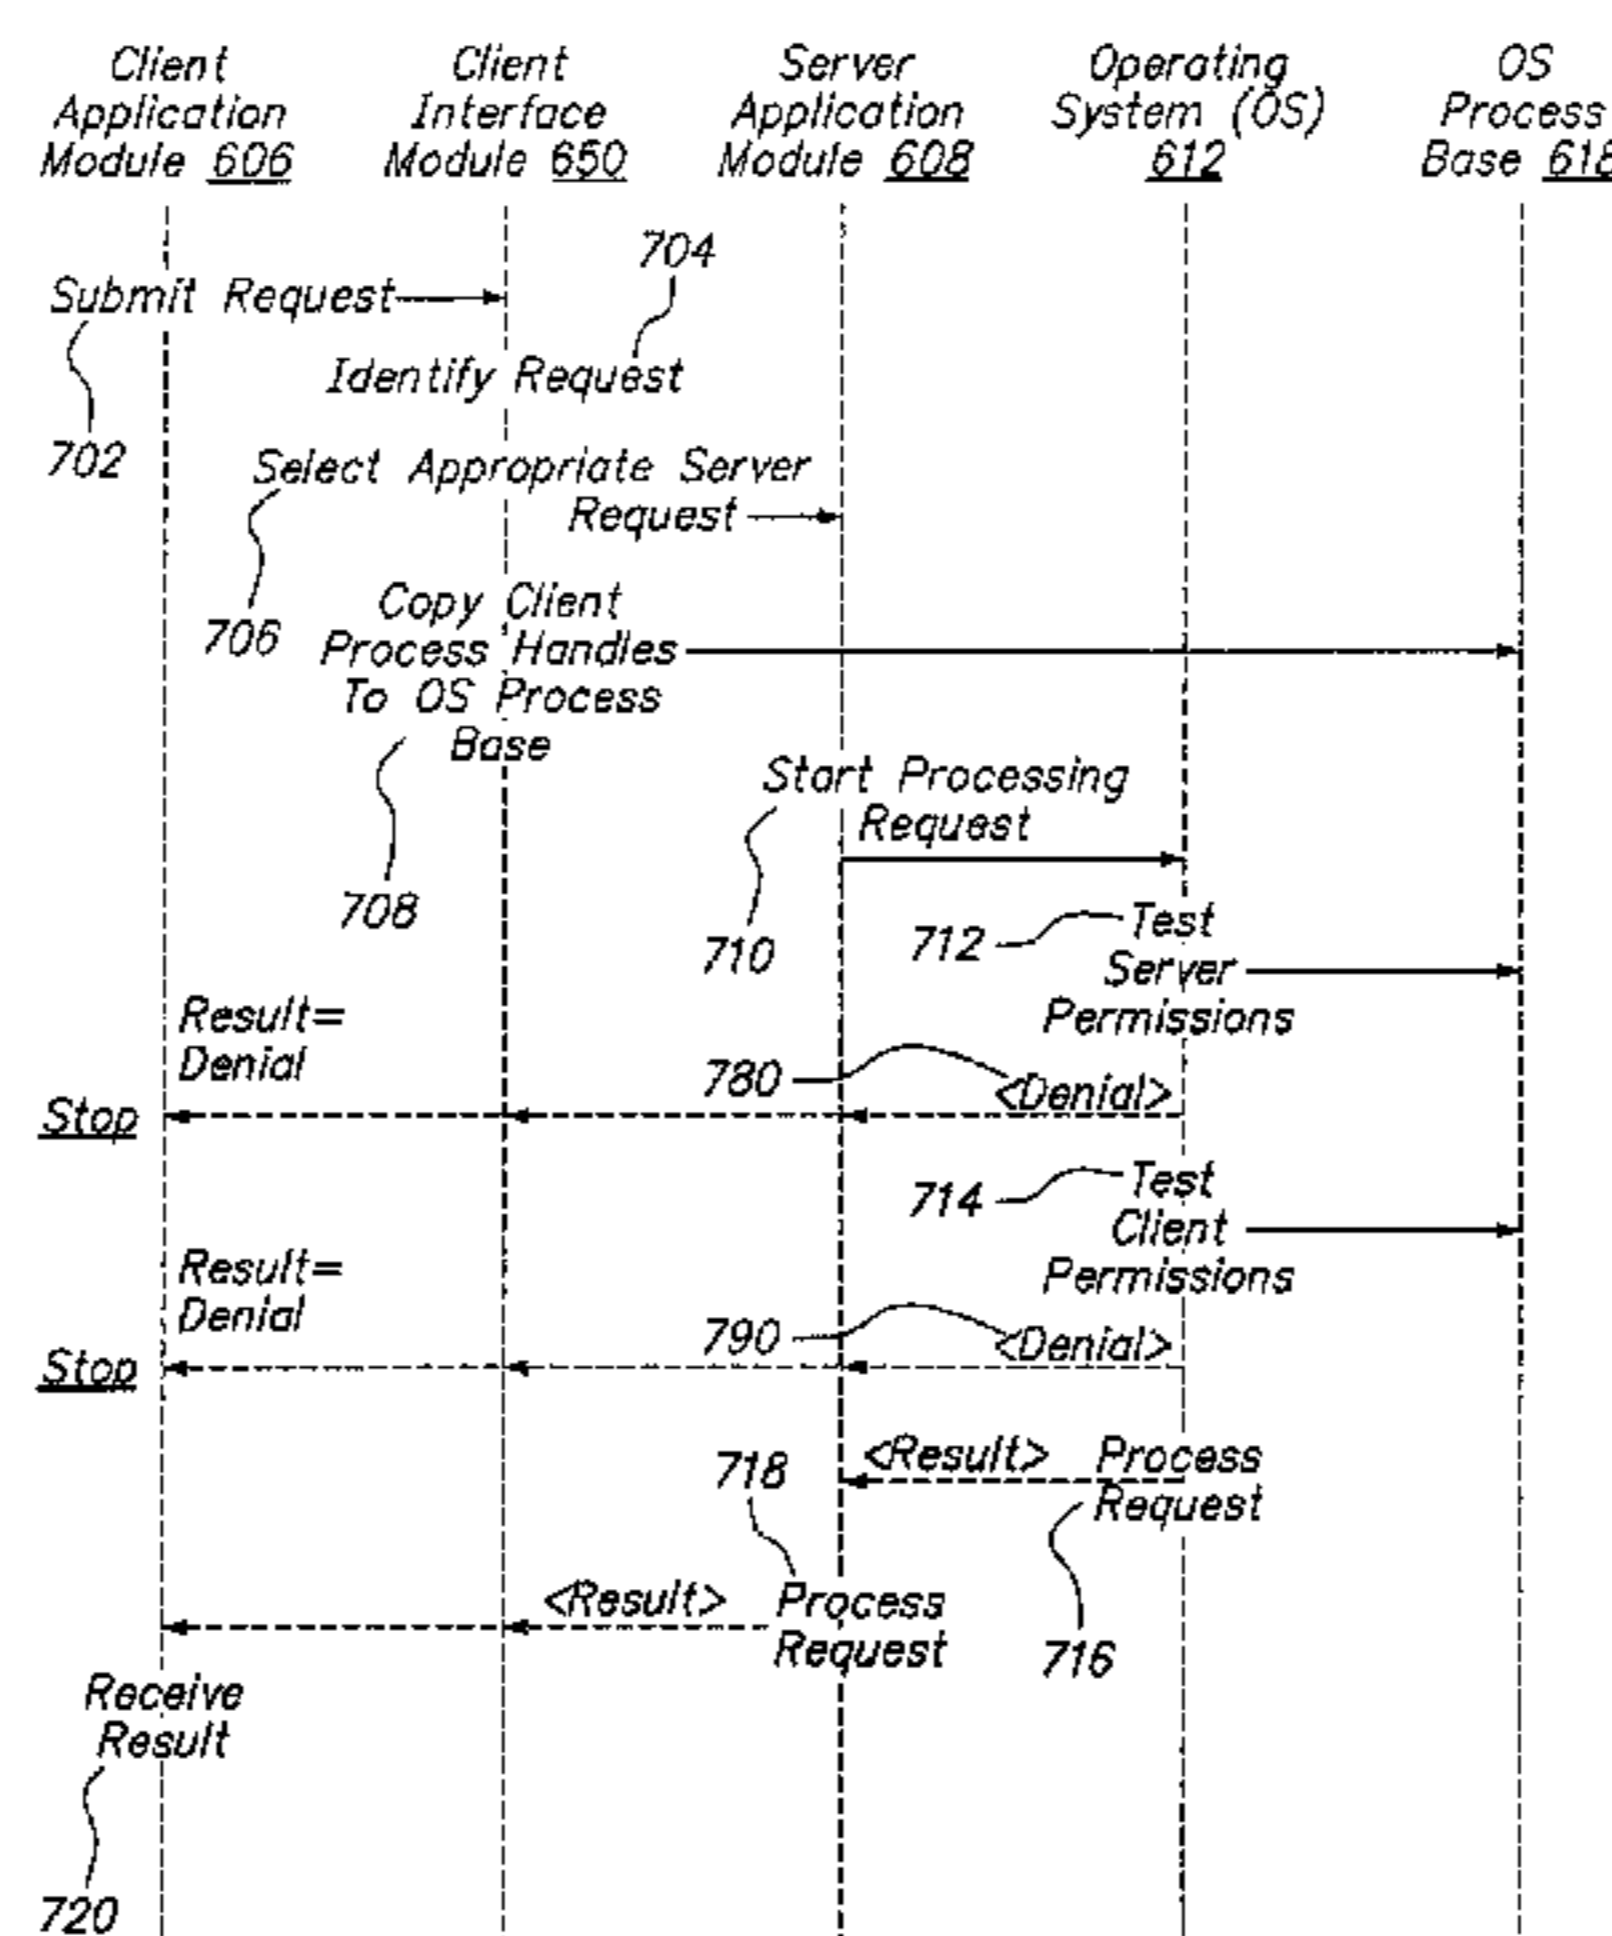 Client
Application
Module 606
Client
Interface
Module 650
Server
Application
Module 608
Operating
System (OS)
612
OS
Process
Base 618
704
Submit Request
Identify Request
702
Select Appropriate Server
Request
706
Copy Client
Process Handles
To OS Process
Base
708
Start Processing
Request
710
712
Test
Server
Permissions
Result=
Denial
780
<Denial>
Stop
714
Test
Client
Permissions
Result=
Denial
790
<Denial>
Stop
718
<Result>
Process
Request
<Result>
Process
Request
716
Receive
Result
720